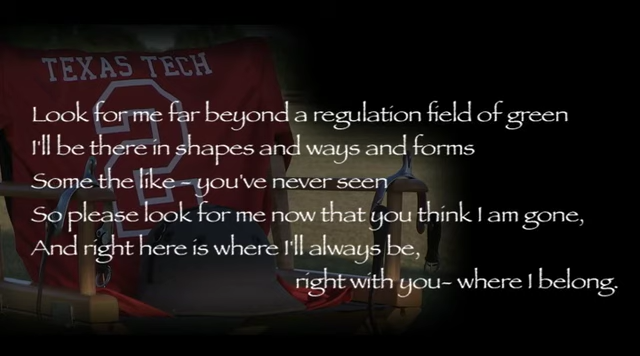 TEXAS TECH
2
Look for me far beyond a regulation field of green
I'll be there in shapes and ways and forms
Some the like - you've never seen
So please look for me now that you think I am gone,
And right here is where I'll always be,
right with you- where I belong.